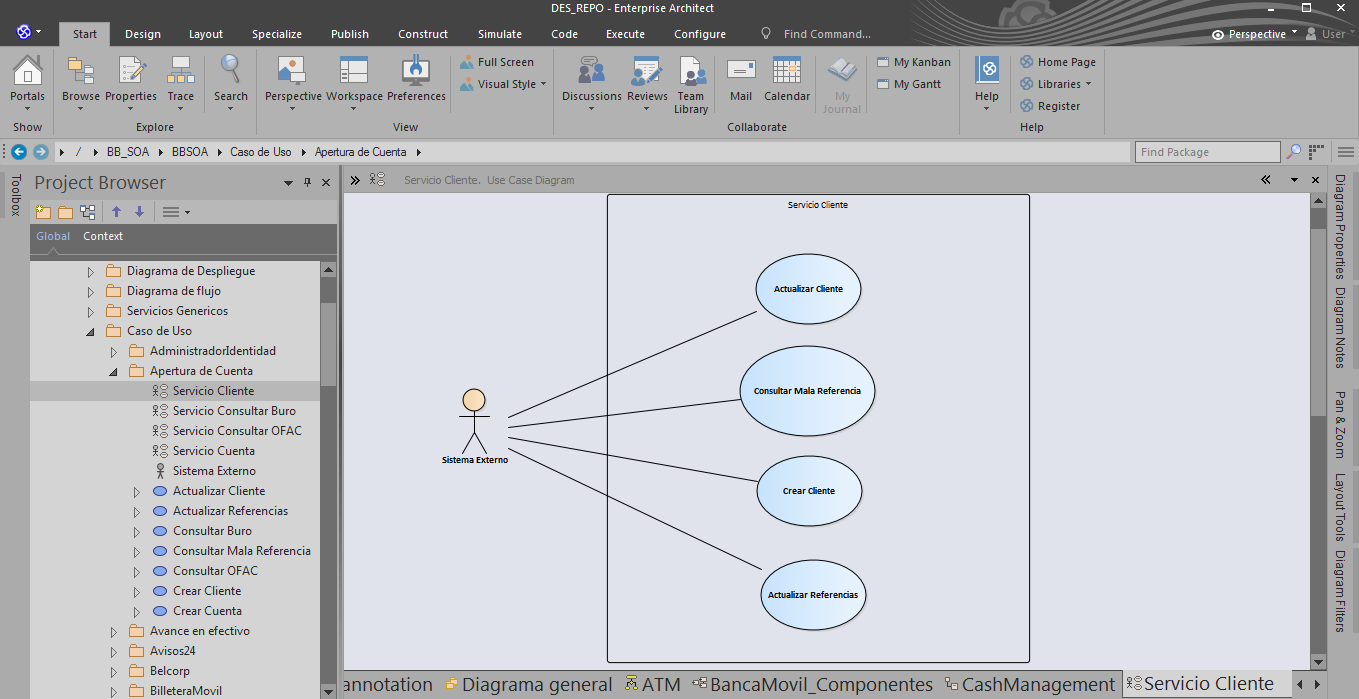 DES_REPO - Enterprise Architect
Start Design Layout Specialize Publish Construct Simulate Code Execute Configure Find Command... Perspective User
Full Screen
Visual Style
My Kanban
My Gantt
Home Page
Libraries
Register
Portals Browse Properties Trace Search Perspective Workspace Preferences Discussions Reviews Team Library Mail Calendar My Journal Help
Show Explore View Collaborate Help
/ BB_SOA BBSOA Caso de Uso Apertura de Cuenta Find Package
Toolbox
Project Browser
Global Context
Diagrama de Despliegue
Diagrama de flujo
Servicios Genericos
Caso de Uso
AdministradorIdentidad
Apertura de Cuenta
Servicio Cliente
Servicio Consultar Buro
Servicio Consultar OFAC
Servicio Cuenta
Sistema Externo
Actualizar Cliente
Actualizar Referencias
Consultar Buro
Consultar Mala Referencia
Consultar OFAC
Crear Cliente
Crear Cuenta
Avance en efectivo
Avisos24
Belcorp
BilleteraMovil
Servicio Cliente. Use Case Diagram
Servicio Cliente
Actualizar Cliente
Consultar Mala Referencia
Sistema Externo
Crear Cliente
Actualizar Referencias
Diagram Properties
Diagram Notes
Pan & Zoom
Layout Tools
Diagram Filters
annotation Diagrama general ATM BancaMovil_Componentes CashManagement Servicio Cliente